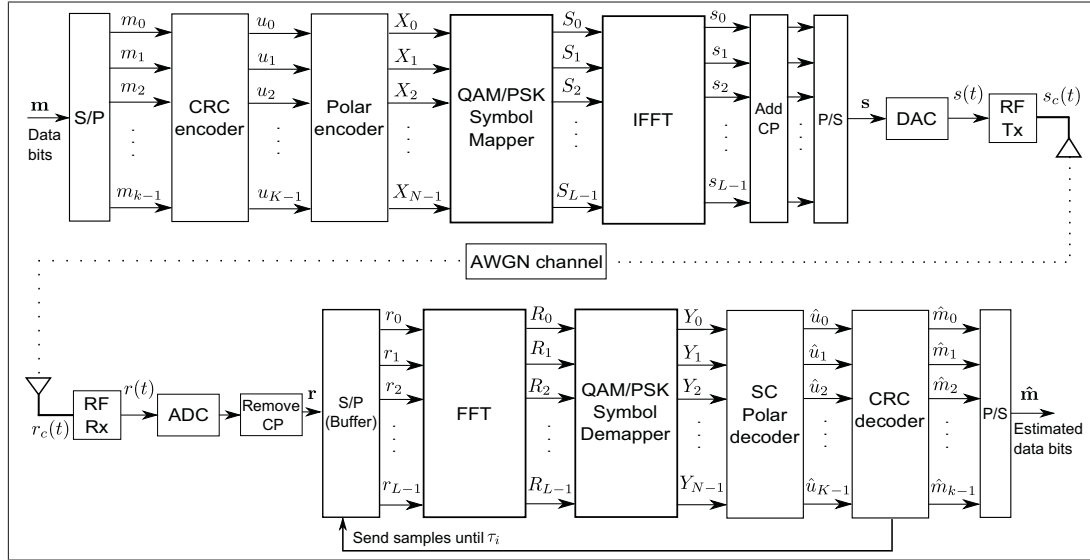 m_0 u_0 X_0 S_0 s_0
m_1 u_1 X_1 S_1 s_1
m_2 u_2 X_2 S_2 s_2
m
Data
bits
S/P
CRC
encoder
Polar
encoder
QAM/PSK
Symbol
Mapper
IFFT
Add
CP
P/S
s
DAC
s(t)
RF
Tx
s_c(t)
m_{k-1} u_{K-1} X_{N-1} S_{L-1} s_{L-1}
AWGN channel
r_c(t)
RF
Rx
r(t)
ADC
Remove
CP
r
S/P
(Buffer)
r_0 R_0 Y_0 û_0 m̂_0
r_1 R_1 Y_1 û_1 m̂_1
r_2 R_2 Y_2 û_2 m̂_2
FFT
QAM/PSK
Symbol
Demapper
SC
Polar
decoder
CRC
decoder
P/S
m̂
Estimated
data bits
r_{L-1} R_{L-1} Y_{N-1} û_{K-1} m̂_{k-1}
Send samples until τ_i